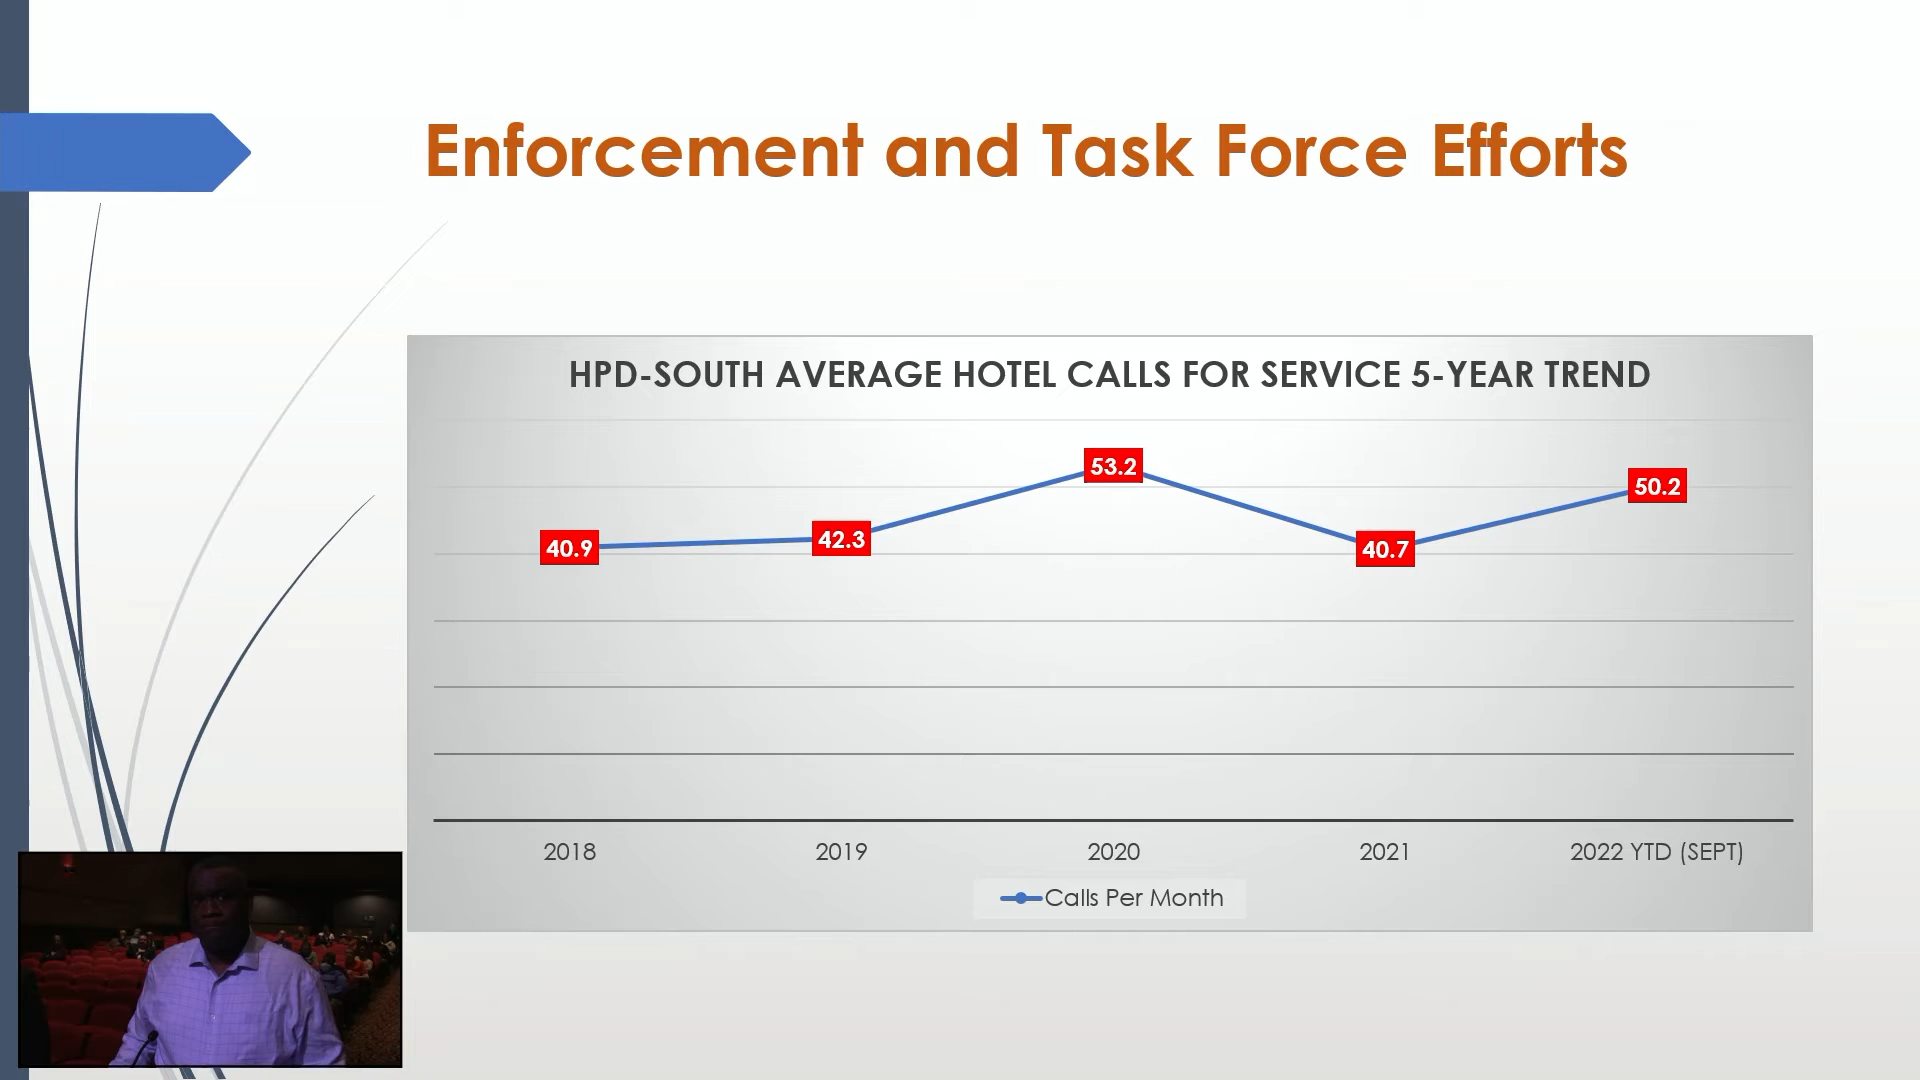 Enforcement and Task Force Efforts
HPD-SOUTH AVERAGE HOTEL CALLS FOR SERVICE 5-YEAR TREND
53.2
50.2
42.3
40.9
40.7
2018 2019 2020 2021 2022 YTD (SEPT)
Calls Per Month